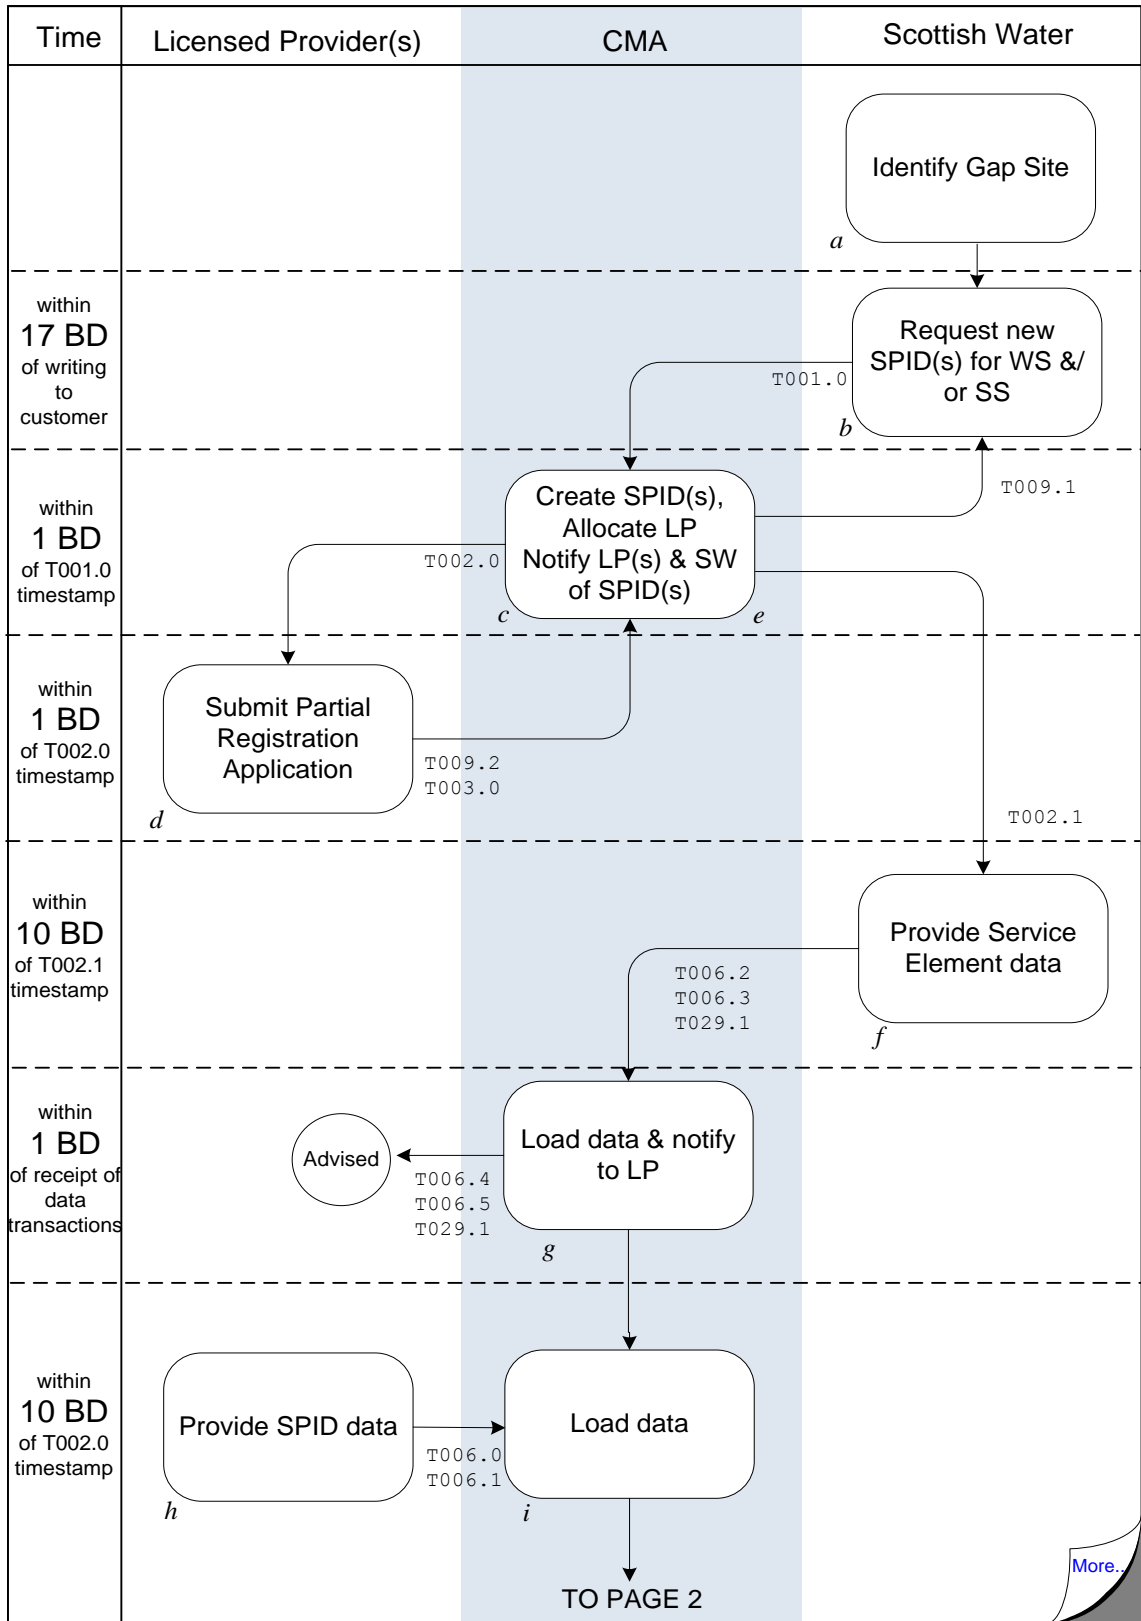 Time
Licensed Provider(s)
CMA
Scottish Water
Identify Gap Site
a
within
17 BD
of writing
to
customer
Request new
SPID(s) for WS &/
or SS
T001.0
b
within
1 BD
of T001.0
timestamp
Create SPID(s),
Allocate LP
Notify LP(s) & SW
of SPID(s)
T009.1
T002.0
c
e
within
1 BD
of T002.0
timestamp
Submit Partial
Registration
Application
T009.2
T003.0
d
T002.1
within
10 BD
of T002.1
timestamp
Provide Service
Element data
T006.2
T006.3
T029.1
f
within
1 BD
of receipt of
data
transactions
Advised
Load data & notify
to LP
T006.4
T006.5
T029.1
g
within
10 BD
of T002.0
timestamp
Provide SPID data
Load data
T006.0
T006.1
h
i
More..
TO PAGE 2